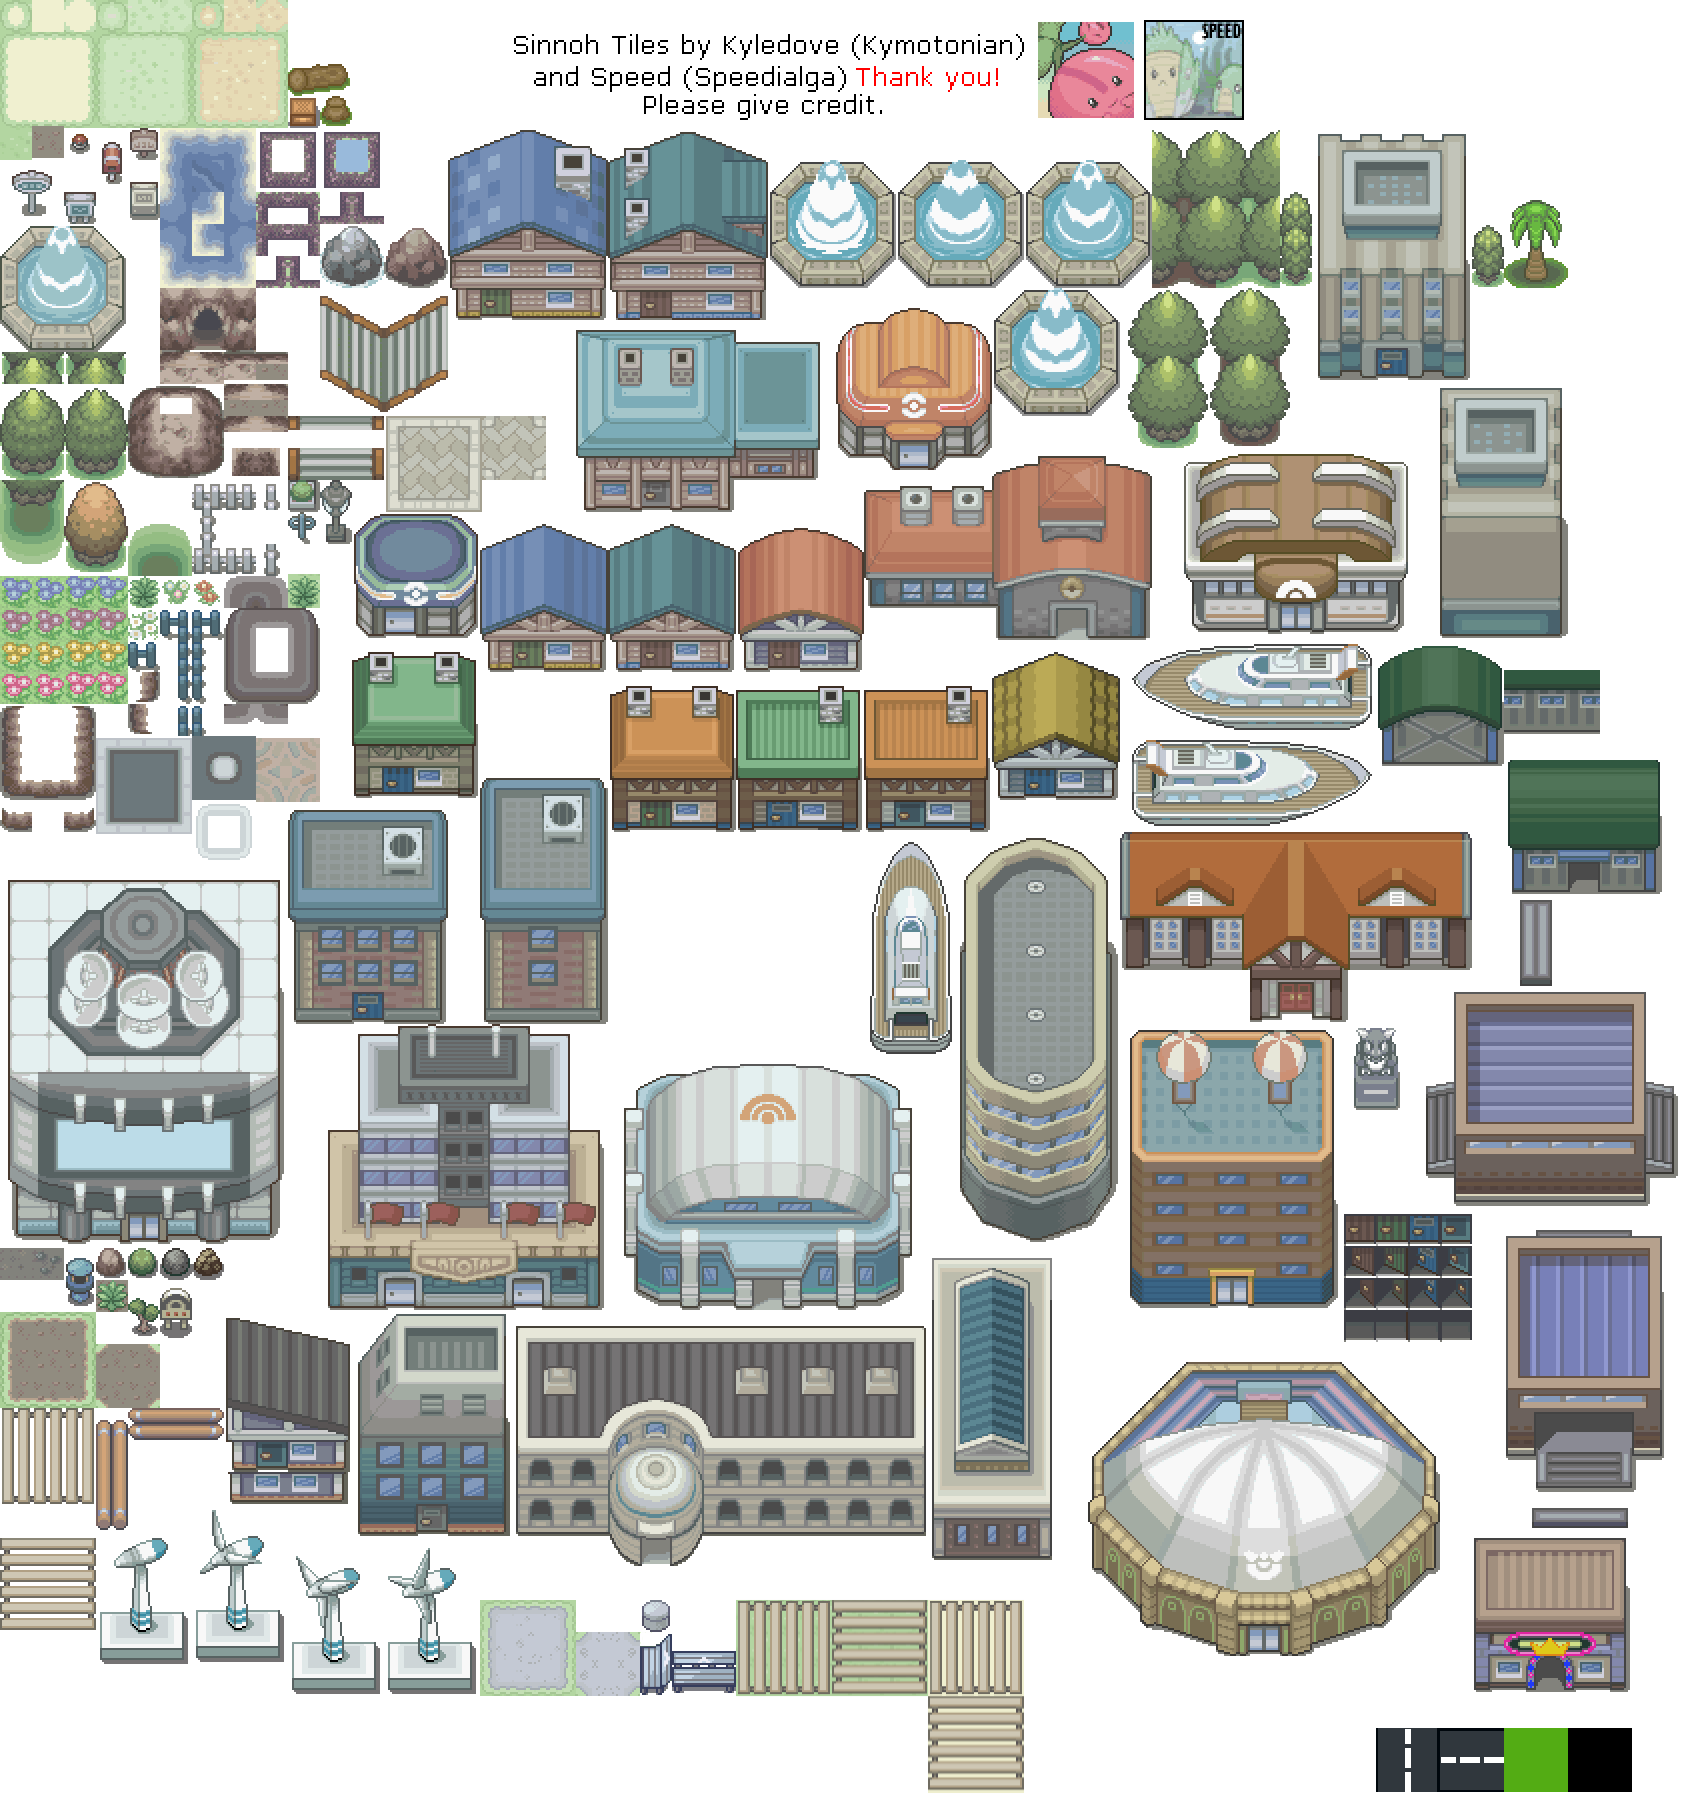 Sinnoh Tiles by Kyledove (Kymotonian)
and Speed (Speedialga) Thank you!
Please give credit.
SPEED